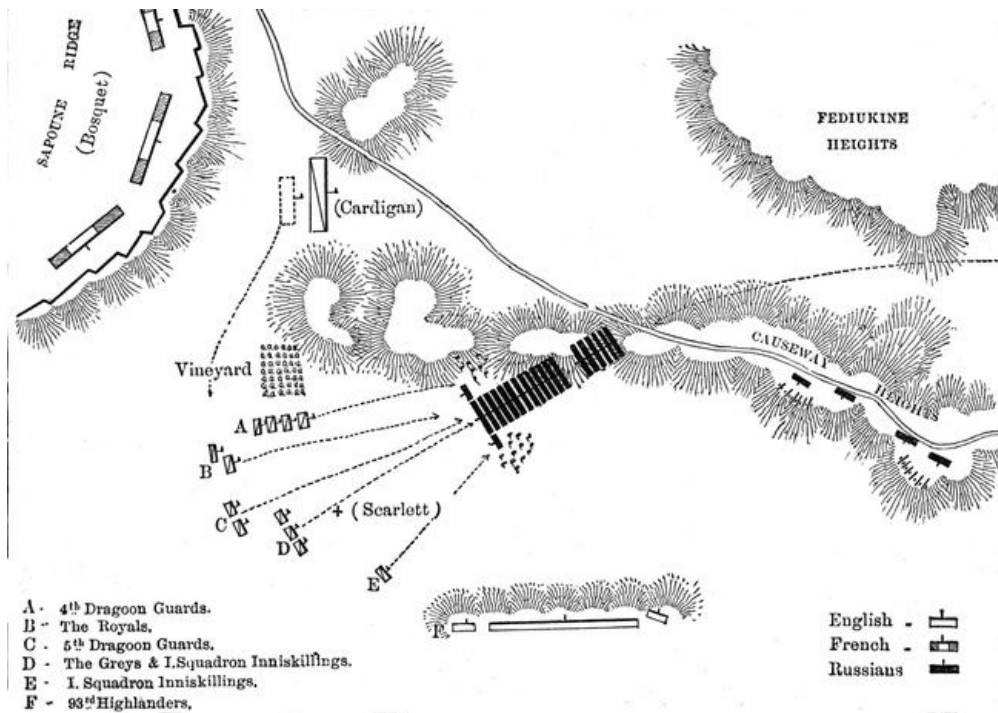 SAPOUNE RIDGE
(Bosquet)
FEDIUKINE
HEIGHTS
(Cardigan)
Vineyard
CAUSEWAY
HEIGHTS
A
B
C
D
+ (Scarlett)
E
F
A - 4th Dragoon Guards.
B - The Royals.
C - 5th Dragoon Guards.
D - The Greys & I. Squadron Inniskillings.
E - I. Squadron Inniskillings.
F - 93rd Highlanders.
English -
French -
Russians